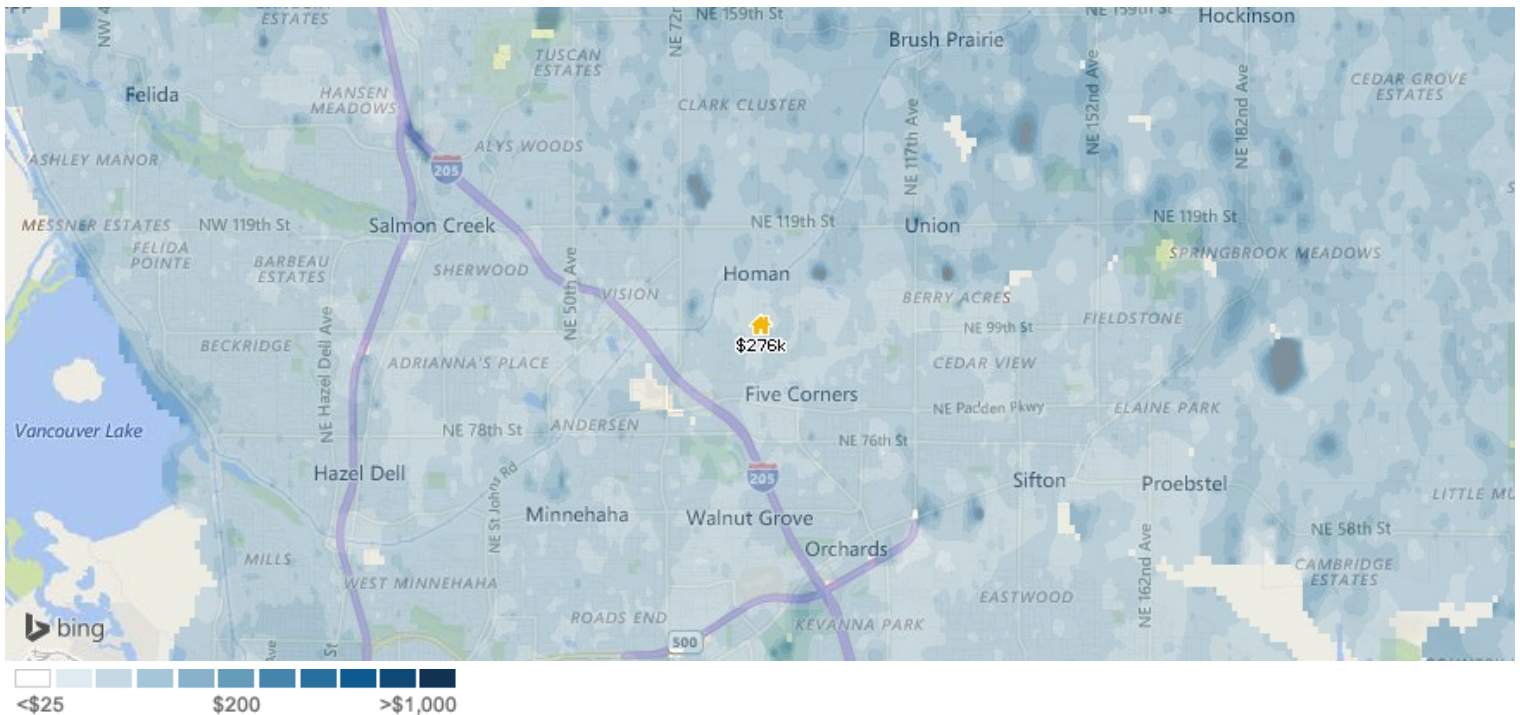 ESTATES
NE 159th St
NE 159th St
Hockinson
NE 72n
NW 4
Brush Prairie
TUSCAN
ESTATES
CEDAR GROVE
ESTATES
Felida
HANSEN
MEADOWS
CLARK CLUSTER
NE 117th Ave
NE 152nd Ave
NE 182nd Ave
ALYS WOODS
ASHLEY MANOR
205
MESSNER ESTATES
NW 119th St
Salmon Creek
NE 119th St
Union
NE 119th St
FELIDA
POINTE
BARBEAU
ESTATES
SHERWOOD
NE 50th Ave
SPRINGBROOK MEADOWS
Homan
VISION
BERRY ACRES
NE 99th St
FIELDSTONE
$276k
BECKRIDGE
NE Hazel Dell Ave
ADRIANNA'S PLACE
CEDAR VIEW
Five Corners
NE Padden Pkwy
ELAINE PARK
Vancouver Lake
NE 78th St
ANDERSEN
NE 76th St
Hazel Dell
NE St Johns Rd
205
Sifton
Proebstel
LITTLE MU
Minnehaha
Walnut Grove
NE 58th St
Orchards
MILLS
WEST MINNEHAHA
NE 162nd Ave
CAMBRIDGE
ESTATES
EASTWOOD
ROADS END
KEVANNA PARK
bing
500
Ave
St
<$25
$200
>$1,000